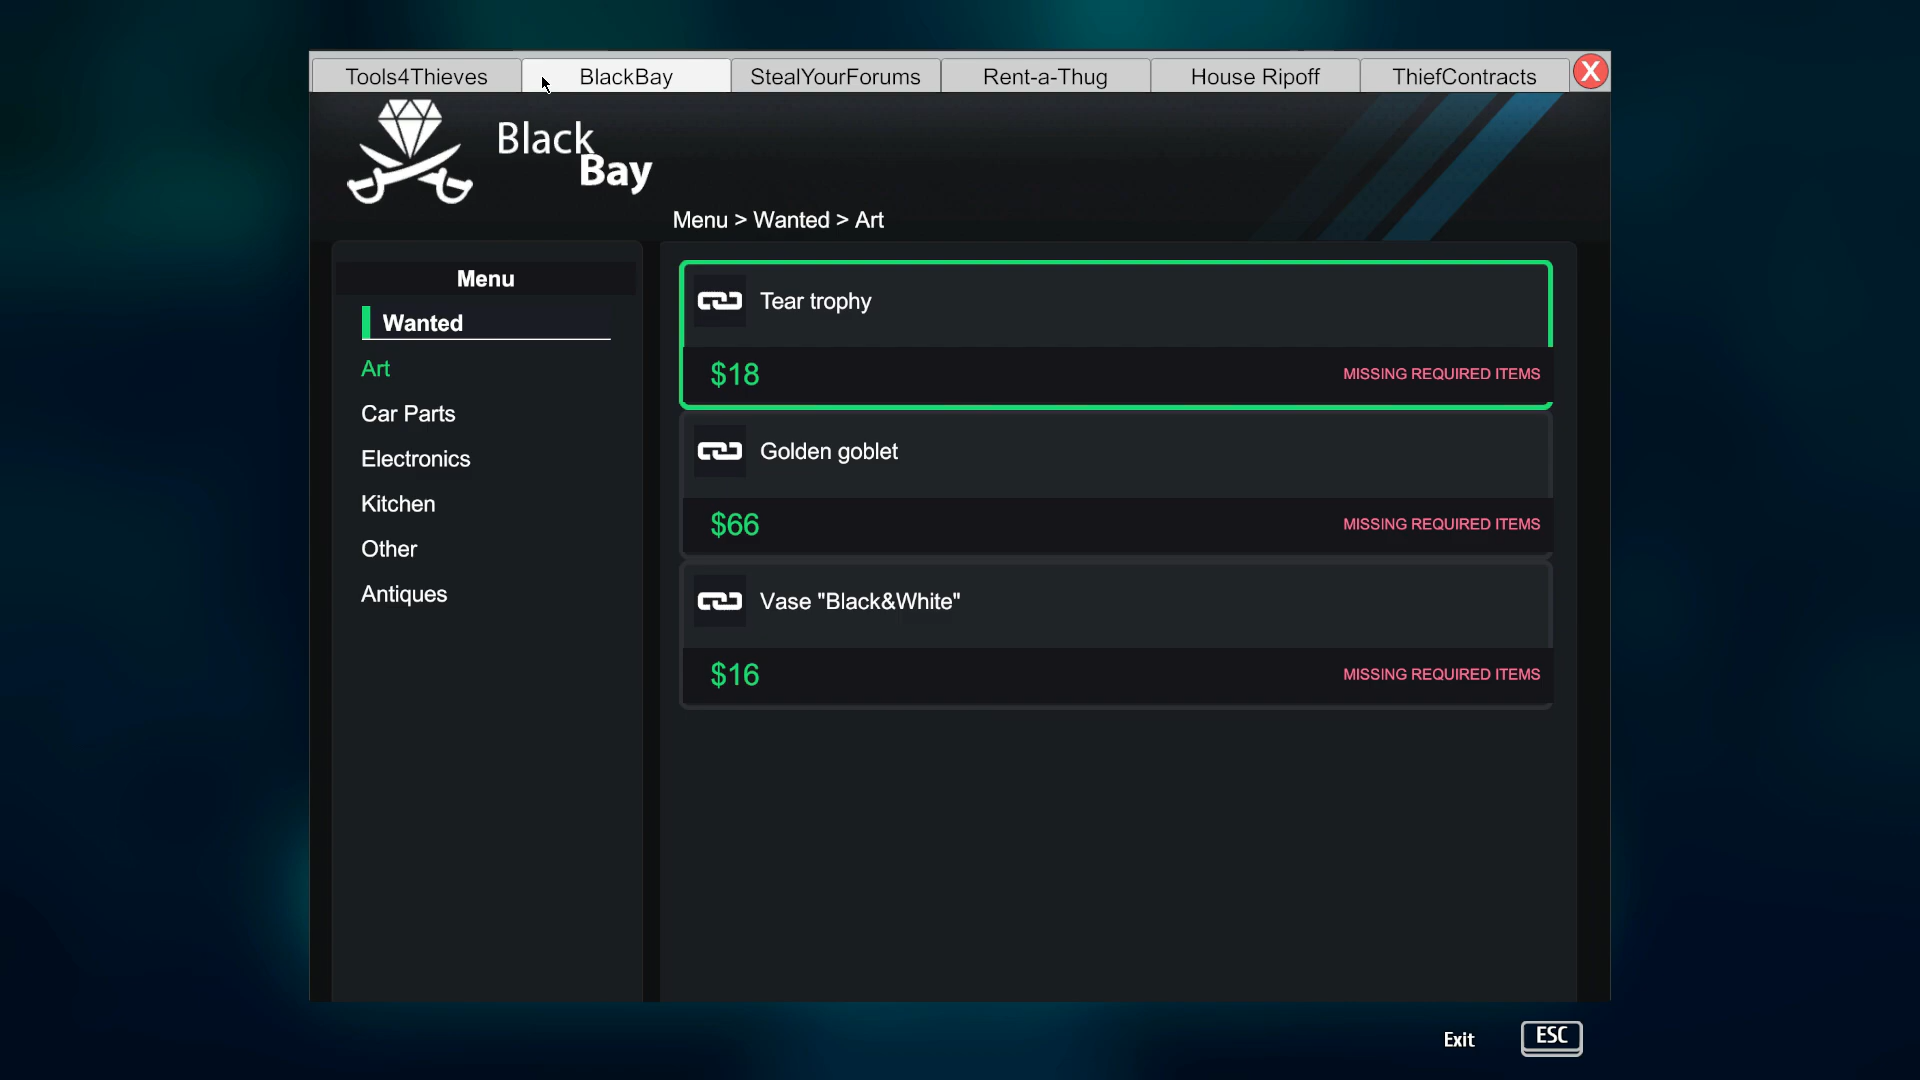 Tools4Thieves
BlackBay
StealYourForums
Rent-a-Thug
House Ripoff
ThiefContracts
X
Black
Bay
Menu > Wanted > Art
Menu
Wanted
Art
Car Parts
Electronics
Kitchen
Other
Antiques
Tear trophy
$18
MISSING REQUIRED ITEMS
Golden goblet
$66
MISSING REQUIRED ITEMS
Vase "Black&White"
$16
MISSING REQUIRED ITEMS
Exit
ESC